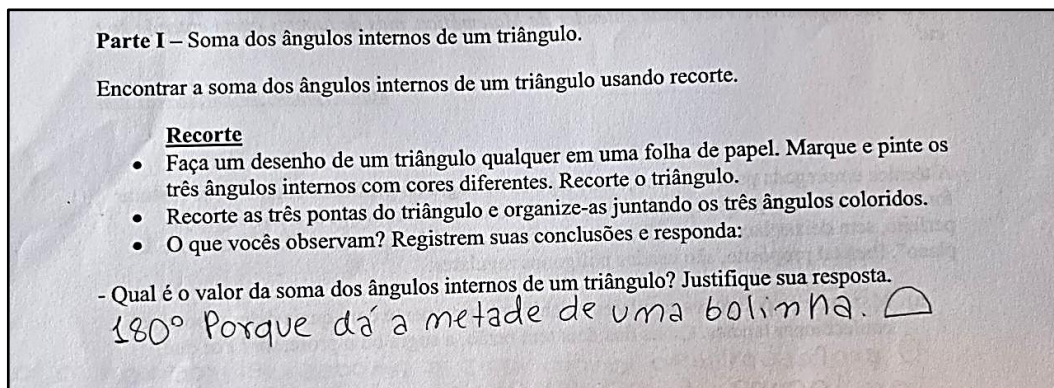 Parte I – Soma dos ângulos internos de um triângulo.
Encontrar a soma dos ângulos internos de um triângulo usando recorte.
Recorte
• Faça um desenho de um triângulo qualquer em uma folha de papel. Marque e pinte os
três ângulos internos com cores diferentes. Recorte o triângulo.
• Recorte as três pontas do triângulo e organize-as juntando os três ângulos coloridos.
• O que vocês observam? Registrem suas conclusões e responda:
- Qual é o valor da soma dos ângulos internos de um triângulo? Justifique sua resposta.
180° Porque dá a metade de uma bolinha.